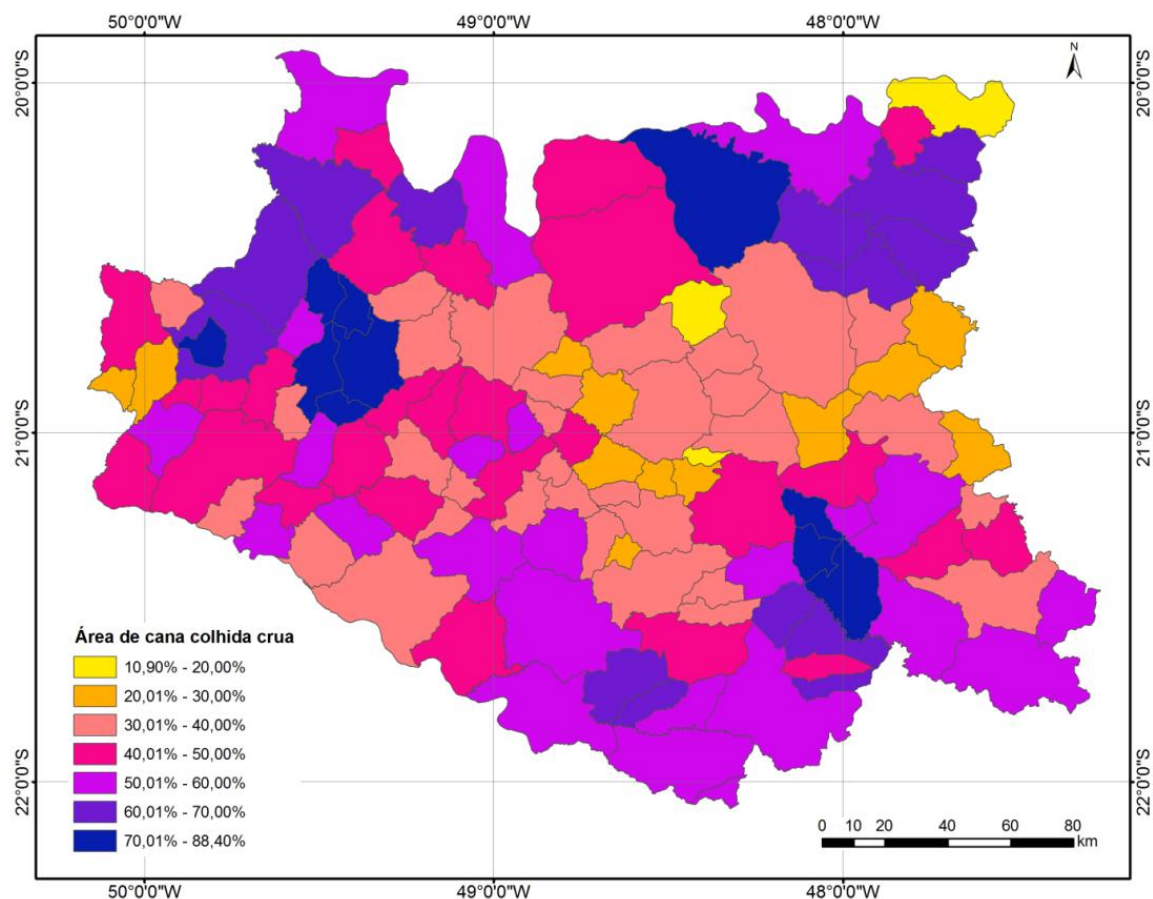 50°0'0"W 49°0'0"W 48°0'0"W
N
20°0'0"S 20°0'0"S
21°0'0"S 21°0'0"S
22°0'0"S 22°0'0"S
Área de cana colhida crua
10,90% - 20,00%
20,01% - 30,00%
30,01% - 40,00%
40,01% - 50,00%
50,01% - 60,00%
60,01% - 70,00%
70,01% - 88,40%
0 10 20 40 60 80
km
50°0'0"W 49°0'0"W 48°0'0"W